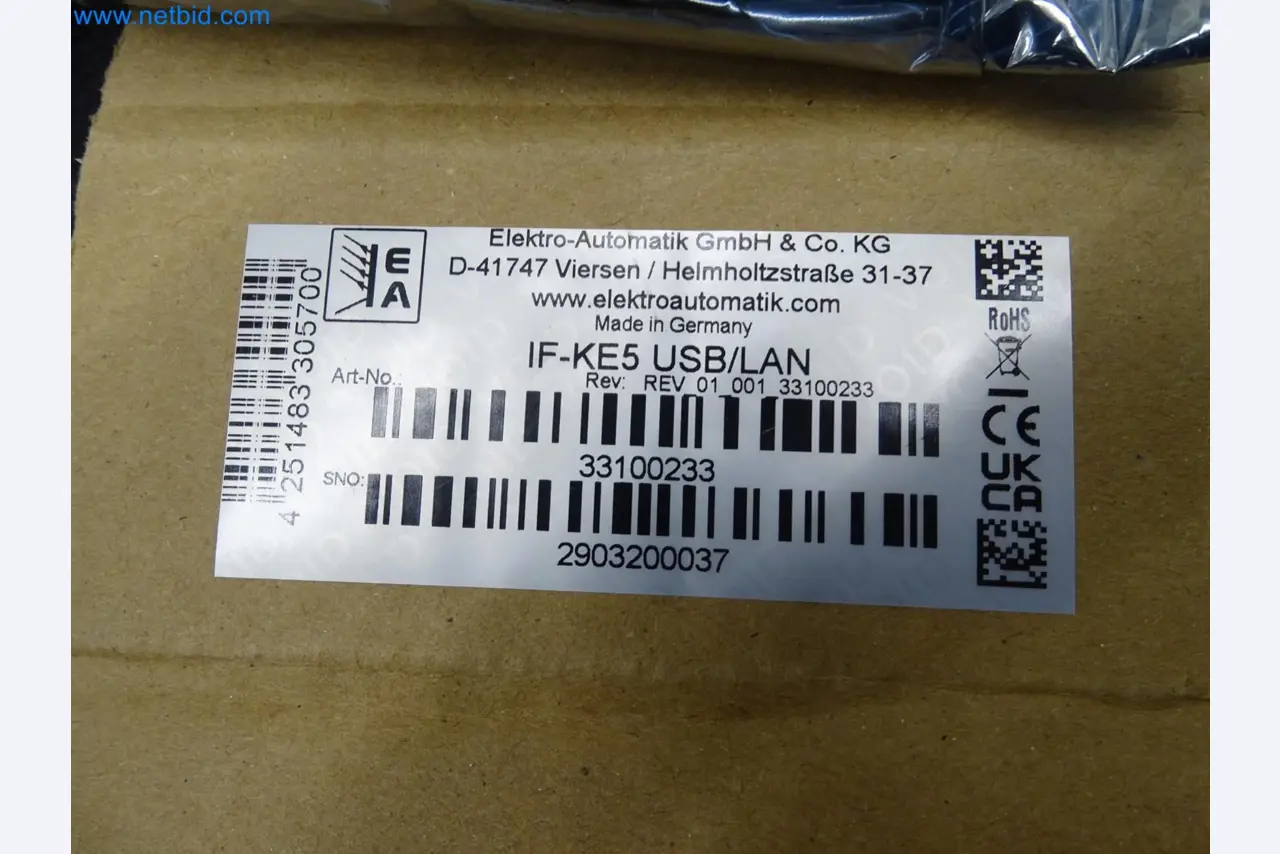 www.netbid.com
EA
Elektro-Automatik GmbH & Co. KG
D-41747 Viersen / Helmholtzstraße 31-37
www.elektroautomatik.com
Made in Germany
IF-KE5 USB/LAN
Art-No.:
Rev: REV_01_001_33100233
33100233
SNO:
2903200037
4 251483 305700
RoHS
CE
UK
CA